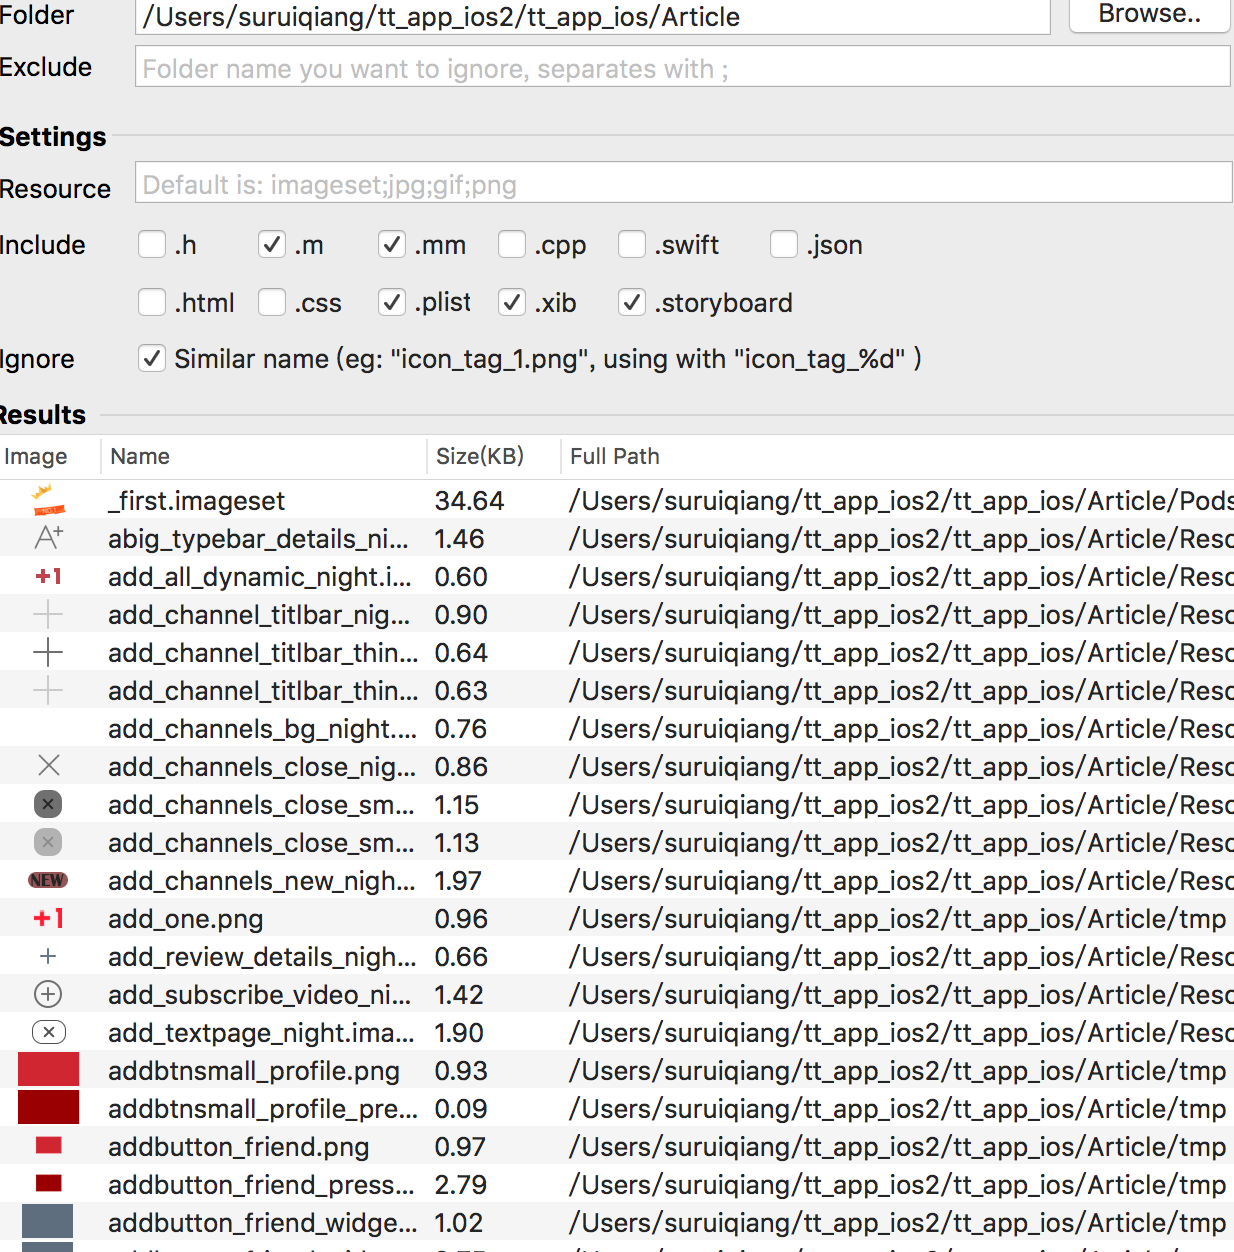 Folder /Users/suruiqiang/tt_app_ios2/tt_app_ios/Article Browse..
Exclude Folder name you want to ignore, separates with ;
Settings
Resource Default is: imageset;jpg;gif;png
Include .h .m .mm .cpp .swift .json
.html .css .plist .xib .storyboard
Ignore Similar name (eg: "icon_tag_1.png", using with "icon_tag_%d" )
Results
Image Name Size(KB) Full Path
_first.imageset 34.64 /Users/suruiqiang/tt_app_ios2/tt_app_ios/Article/Pods
A+ abig_typebar_details_ni... 1.46 /Users/suruiqiang/tt_app_ios2/tt_app_ios/Article/Reso
+1 add_all_dynamic_night.i... 0.60 /Users/suruiqiang/tt_app_ios2/tt_app_ios/Article/Reso
add_channel_titlbar_nig... 0.90 /Users/suruiqiang/tt_app_ios2/tt_app_ios/Article/Reso
add_channel_titlbar_thin... 0.64 /Users/suruiqiang/tt_app_ios2/tt_app_ios/Article/Reso
add_channel_titlbar_thin... 0.63 /Users/suruiqiang/tt_app_ios2/tt_app_ios/Article/Reso
add_channels_bg_night.... 0.76 /Users/suruiqiang/tt_app_ios2/tt_app_ios/Article/Reso
add_channels_close_nig... 0.86 /Users/suruiqiang/tt_app_ios2/tt_app_ios/Article/Reso
add_channels_close_sm... 1.15 /Users/suruiqiang/tt_app_ios2/tt_app_ios/Article/Reso
add_channels_close_sm... 1.13 /Users/suruiqiang/tt_app_ios2/tt_app_ios/Article/Reso
NEW add_channels_new_nigh... 1.97 /Users/suruiqiang/tt_app_ios2/tt_app_ios/Article/Reso
+1 add_one.png 0.96 /Users/suruiqiang/tt_app_ios2/tt_app_ios/Article/tmp
add_review_details_nigh... 0.66 /Users/suruiqiang/tt_app_ios2/tt_app_ios/Article/Reso
add_subscribe_video_ni... 1.42 /Users/suruiqiang/tt_app_ios2/tt_app_ios/Article/Reso
add_textpage_night.ima... 1.90 /Users/suruiqiang/tt_app_ios2/tt_app_ios/Article/Reso
addbtnsmall_profile.png 0.93 /Users/suruiqiang/tt_app_ios2/tt_app_ios/Article/tmp
addbtnsmall_profile_pre... 0.09 /Users/suruiqiang/tt_app_ios2/tt_app_ios/Article/tmp
addbutton_friend.png 0.97 /Users/suruiqiang/tt_app_ios2/tt_app_ios/Article/tmp
addbutton_friend_press... 2.79 /Users/suruiqiang/tt_app_ios2/tt_app_ios/Article/tmp
addbutton_friend_widge... 1.02 /Users/suruiqiang/tt_app_ios2/tt_app_ios/Article/tmp